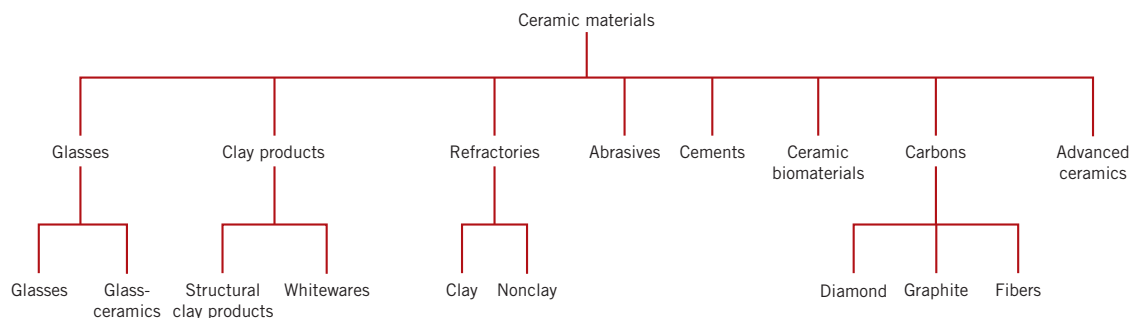 Ceramic materials
Glasses
Clay products
Refractories
Abrasives
Cements
Ceramic
biomaterials
Carbons
Advanced
ceramics
Glasses
Glass-
ceramics
Structural
clay products
Whitewares
Clay
Nonclay
Diamond
Graphite
Fibers